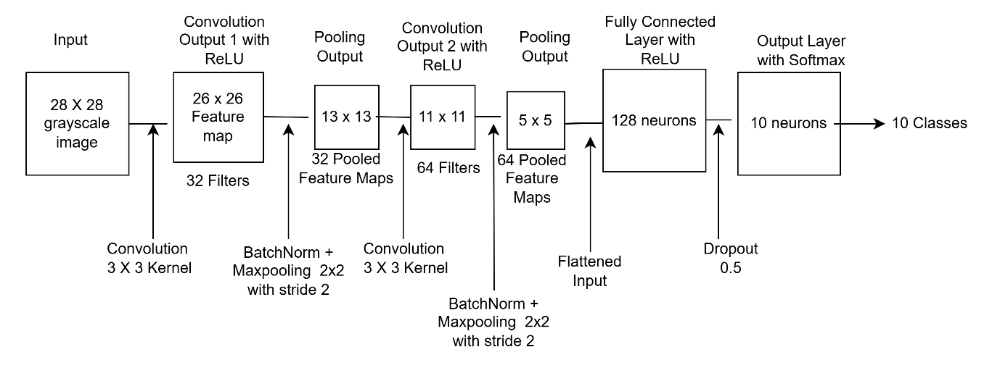 Input
28 X 28
grayscale
image
Convolution
3 X 3 Kernel
Convolution
Output 1 with
ReLU
26 x 26
Feature
map
32 Filters
BatchNorm +
Maxpooling 2x2
with stride 2
Pooling
Output
13 x 13
32 Pooled
Feature Maps
Convolution
3 X 3 Kernel
Convolution
Output 2 with
ReLU
11 x 11
64 Filters
BatchNorm +
Maxpooling 2x2
with stride 2
Pooling
Output
5 x 5
64 Pooled
Feature
Maps
Flattened
Input
Fully Connected
Layer with
ReLU
128 neurons
Dropout
0.5
Output Layer
with Softmax
10 neurons
10 Classes